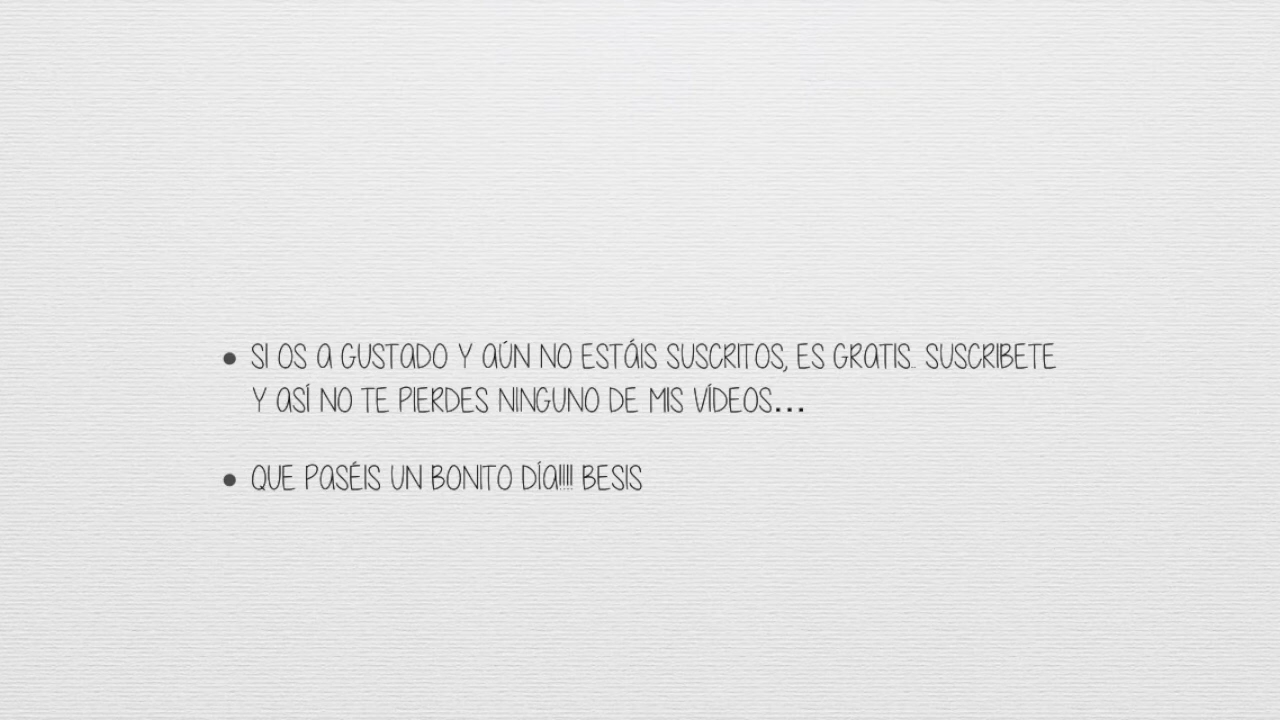 • SI OS A GUSTADO Y AÚN NO ESTÁIS SUSCRITOS, ES GRATIS.. SUSCRIBETE
Y ASÍ NO TE PIERDES NINGUNO DE MIS VÍDEOS...
• QUE PASÉIS UN BONITO DÍA!!!! BESIS